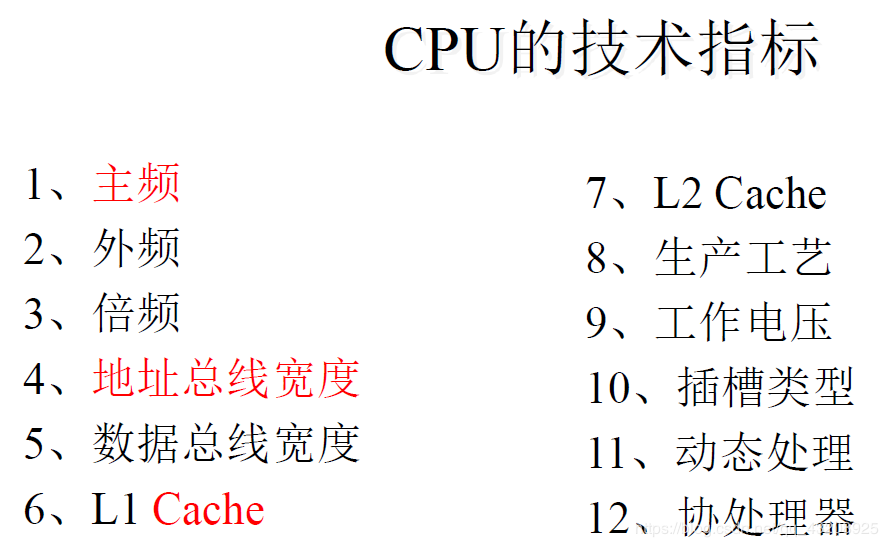 CPU的技术指标
1、主频
2、外频
3、倍频
4、地址总线宽度
5、数据总线宽度
6、L1 Cache
7、L2 Cache
8、生产工艺
9、工作电压
10、插槽类型
11、动态处理
12、协处理器